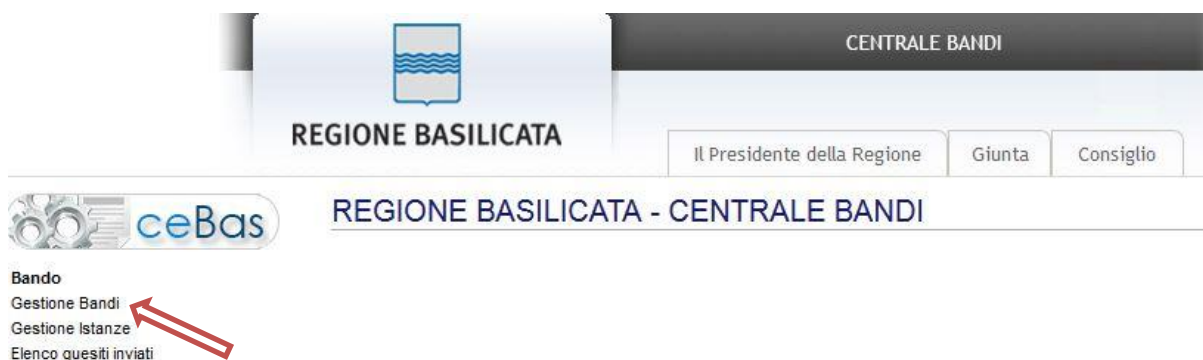 CENTRALE BANDI
REGIONE BASILICATA
Il Presidente della Regione Giunta Consiglio
ceBas
REGIONE BASILICATA - CENTRALE BANDI
Bando
Gestione Bandi
Gestione Istanze
Elenco quesiti inviati